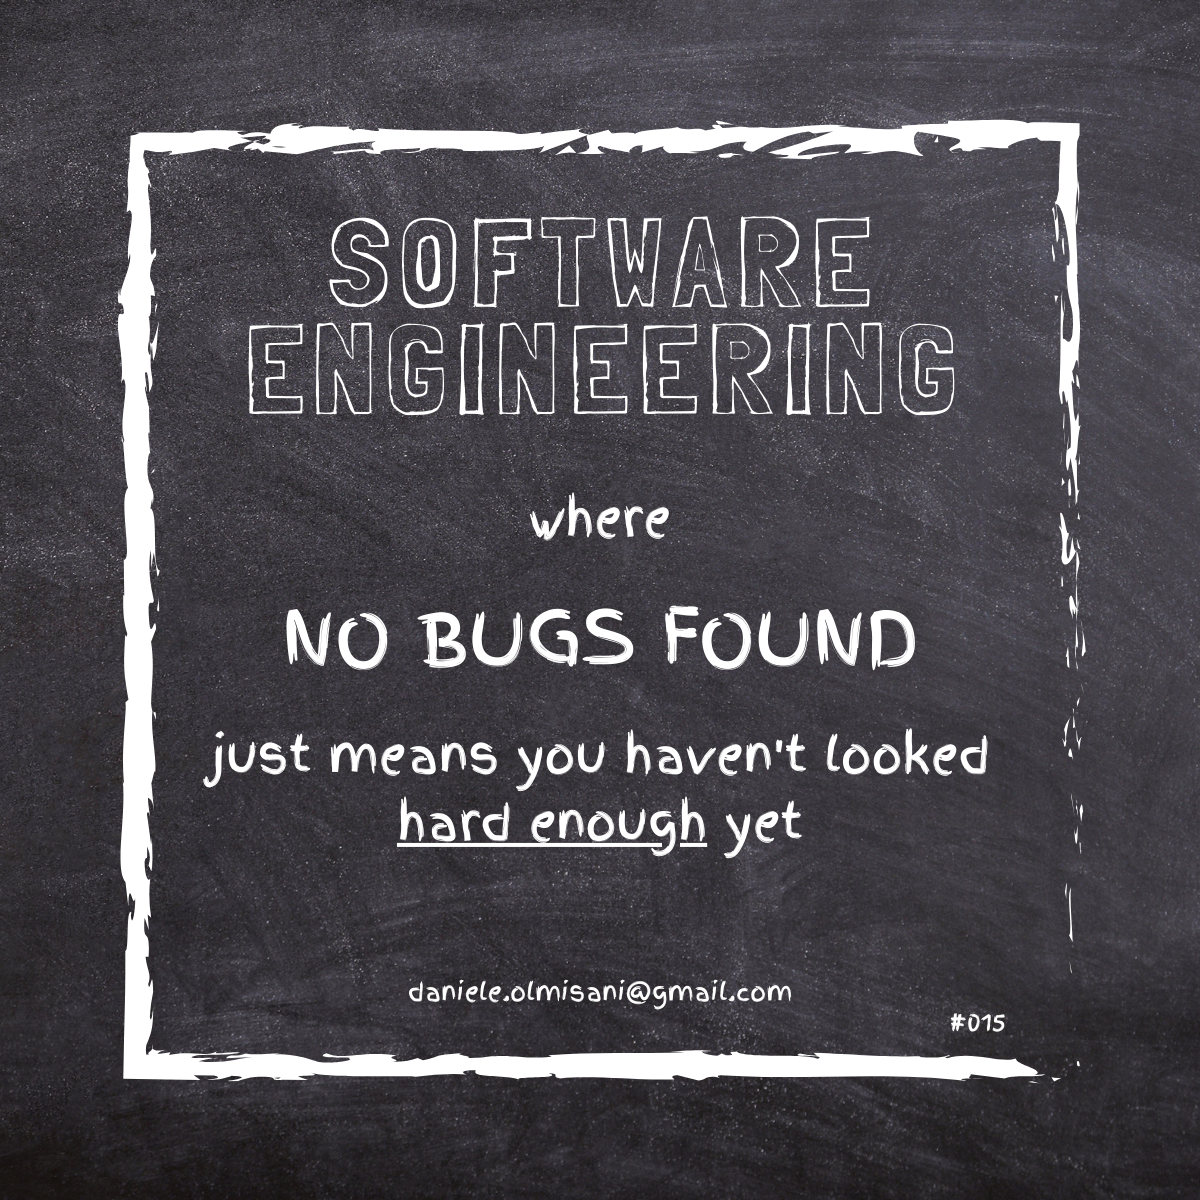 SOFTWARE
ENGINEERING
where
NO BUGS FOUND
just means you haven't looked
hard enough yet
daniele.olmisani@gmail.com
#015